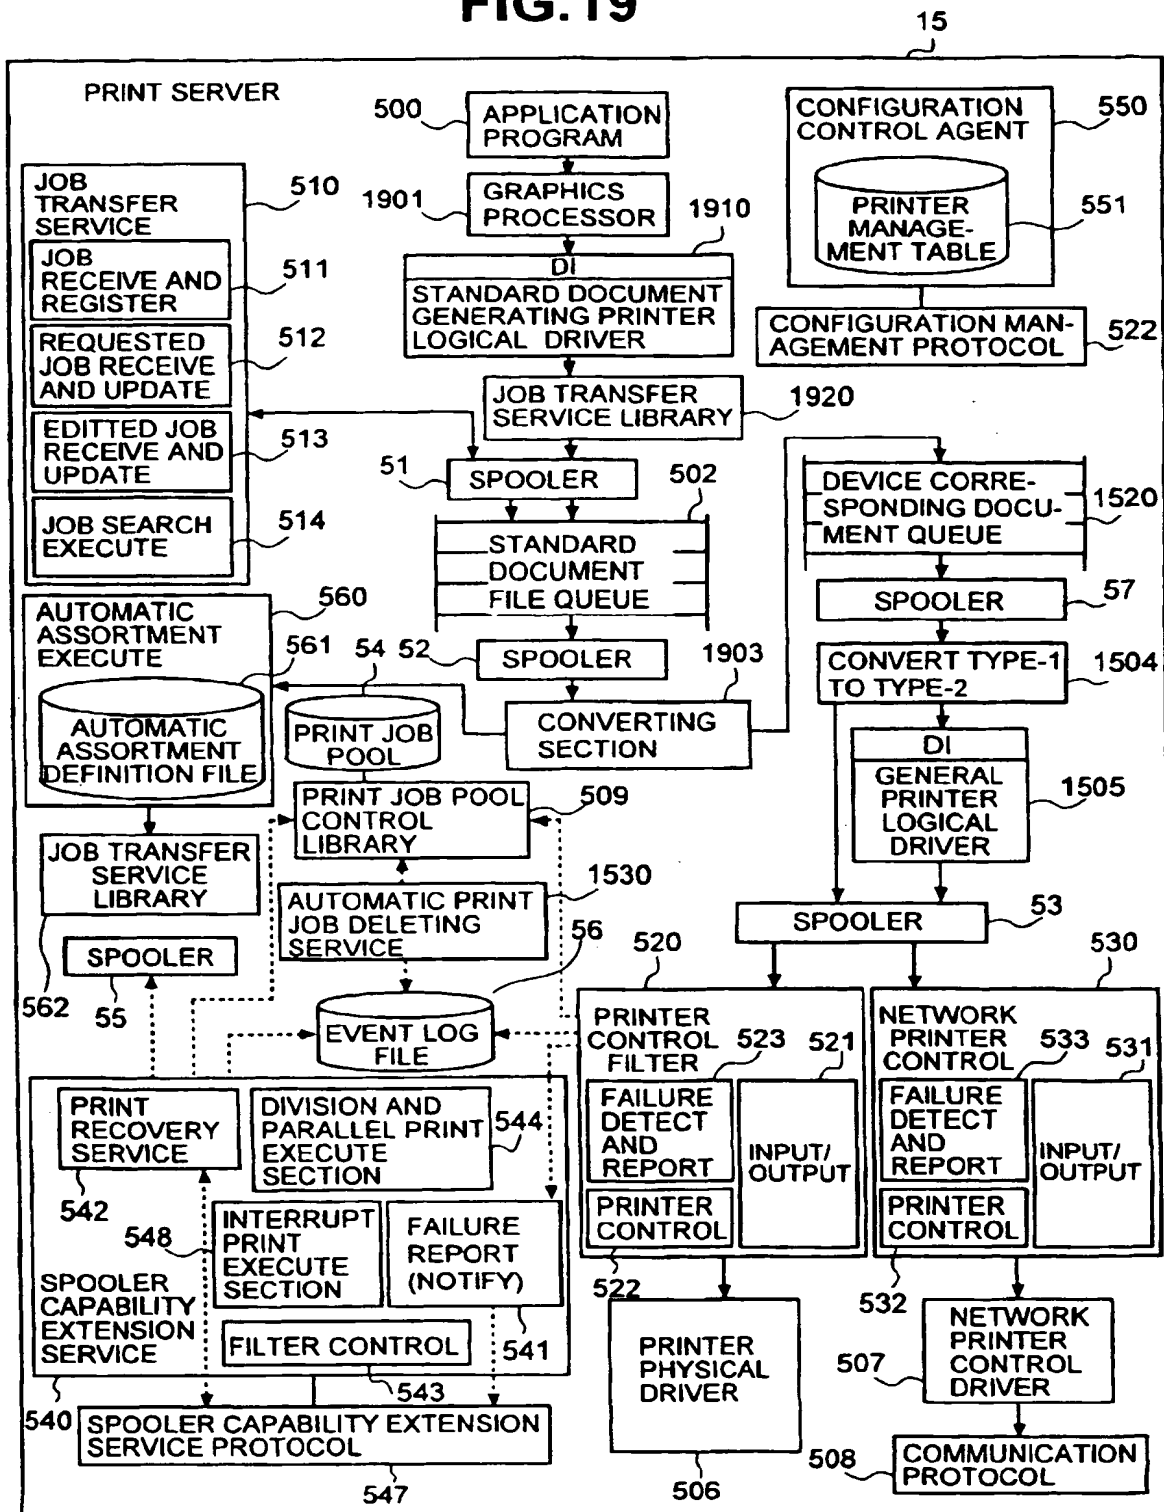 FIG.19
15
PRINT SERVER
500
APPLICATION
PROGRAM
CONFIGURATION
CONTROL AGENT
550
PRINTER
MANAGE-
MENT TABLE
551
CONFIGURATION MAN-
AGEMENT PROTOCOL
522
1901
GRAPHICS
PROCESSOR
1910
DI
STANDARD DOCUMENT
GENERATING PRINTER
LOGICAL DRIVER
JOB TRANSFER
SERVICE LIBRARY
1920
JOB
TRANSFER
SERVICE
510
JOB
RECEIVE AND
REGISTER
511
REQUESTED
JOB RECEIVE
AND UPDATE
512
EDITTED JOB
RECEIVE AND
UPDATE
513
JOB SEARCH
EXECUTE
514
51
SPOOLER
502
STANDARD
DOCUMENT
FILE QUEUE
52
SPOOLER
1903
CONVERTING
SECTION
DEVICE CORRE-
SPONDING DOCU-
MENT QUEUE
1520
SPOOLER
57
CONVERT TYPE-1
TO TYPE-2
1504
DI
GENERAL
PRINTER
LOGICAL
DRIVER
1505
AUTOMATIC
ASSORTMENT
EXECUTE
560
561
AUTOMATIC
ASSORTMENT
DEFINITION FILE
54
PRINT JOB
POOL
PRINT JOB POOL
CONTROL
LIBRARY
509
JOB TRANSFER
SERVICE
LIBRARY
562
AUTOMATIC PRINT
JOB DELETING
SERVICE
1530
SPOOLER
55
56
EVENT LOG
FILE
SPOOLER
53
520
PRINTER
CONTROL
FILTER
523
521
FAILURE
DETECT
AND
REPORT
INPUT/
OUTPUT
PRINTER
CONTROL
522
530
NETWORK
PRINTER
CONTROL
533
531
FAILURE
DETECT
AND
REPORT
INPUT/
OUTPUT
PRINTER
CONTROL
532
PRINT
RECOVERY
SERVICE
542
DIVISION AND
PARALLEL PRINT
EXECUTE
SECTION
544
548
INTERRUPT
PRINT
EXECUTE
SECTION
FAILURE
REPORT
(NOTIFY)
541
SPOOLER
CAPABILITY
EXTENSION
SERVICE
FILTER CONTROL
543
540
SPOOLER CAPABILITY EXTENSION
SERVICE PROTOCOL
547
PRINTER
PHYSICAL
DRIVER
506
507
NETWORK
PRINTER
CONTROL
DRIVER
508
COMMUNICATION
PROTOCOL